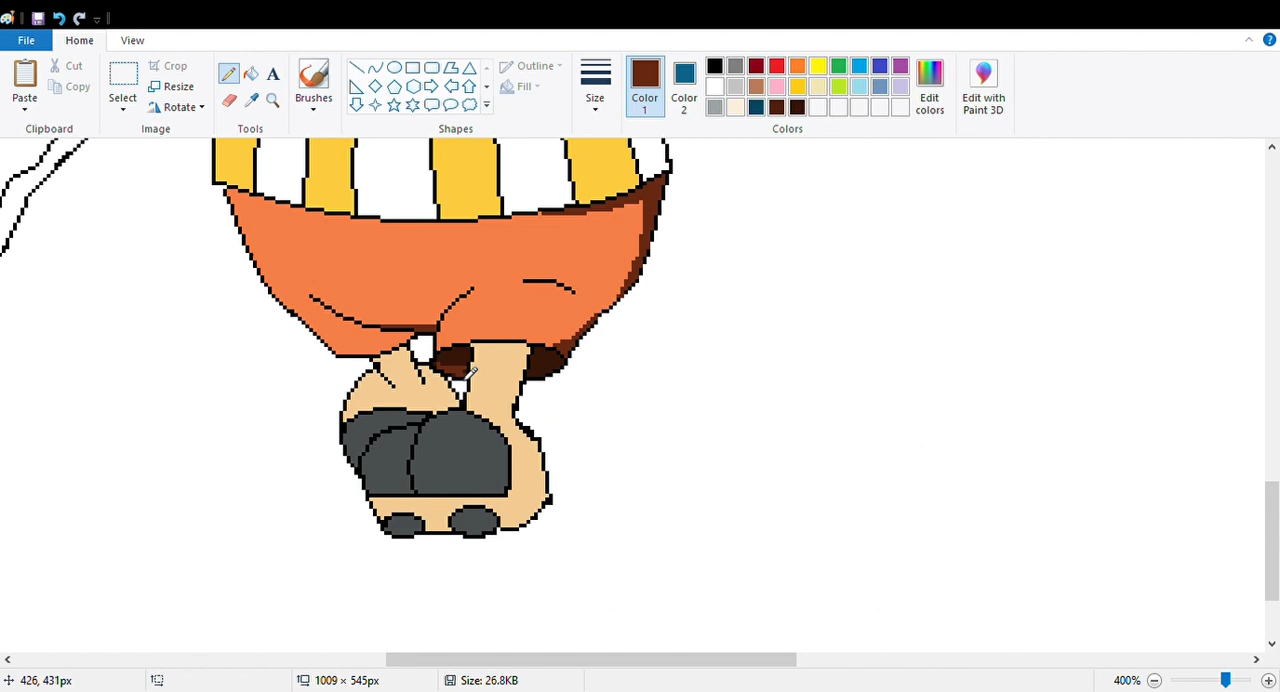 File Home View
Paste Cut Copy Clipboard
Select Crop Resize Rotate Image
A Tools
Brushes
Outline Fill Shapes
Size
Color 1 Color 2
Edit colors Colors
Edit with Paint 3D
426, 431px 1009 × 545px Size: 26.8KB 400%